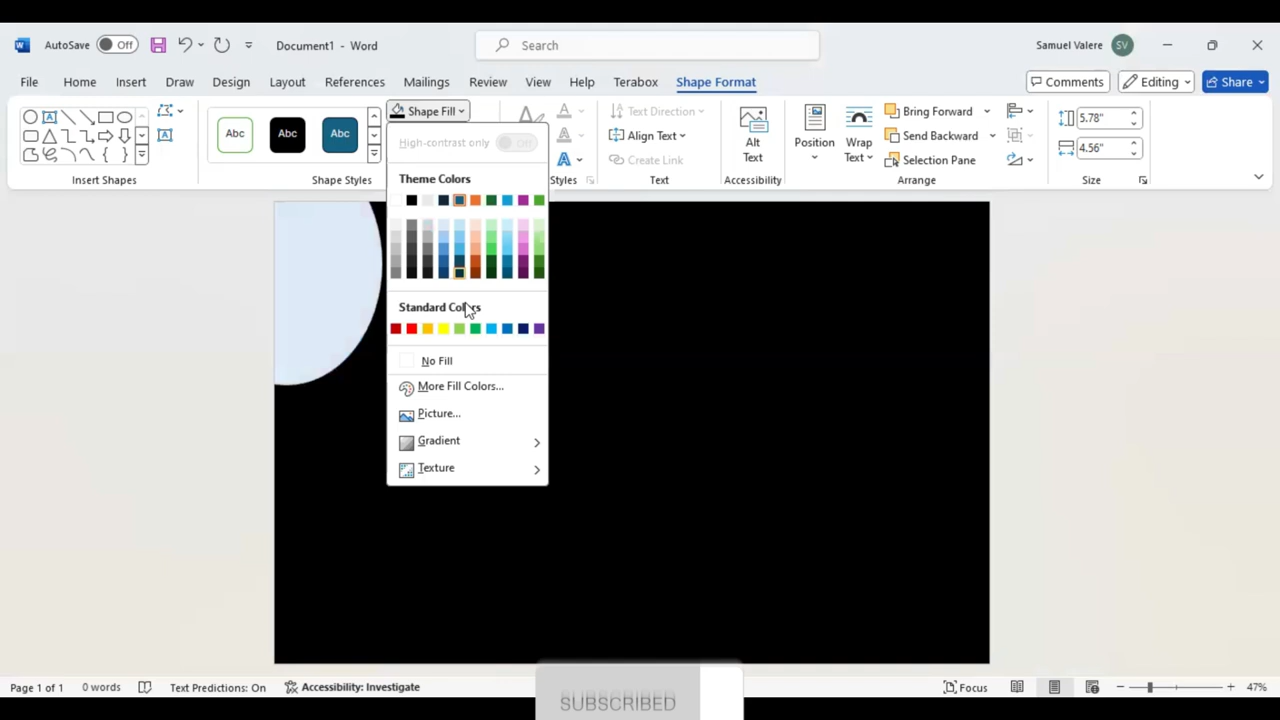 AutoSave Off Document1 - Word Search Samuel Valere SV
File Home Insert Draw Design Layout References Mailings Review View Help Terabox Shape Format Comments Editing Share
Shape Fill
Abc Abc Abc
High-contrast only Off
Theme Colors
Standard Colors
No Fill
More Fill Colors...
Picture...
Gradient
Texture
Insert Shapes
Shape Styles
Styles
Text Direction
Align Text
Create Link
Text
Alt
Text
Accessibility
Position
Wrap
Text
Bring Forward
Send Backward
Selection Pane
Arrange
5.78"
4.56"
Size
Page 1 of 1 0 words Text Predictions: On Accessibility: Investigate Focus 47%
SUBSCRIBED